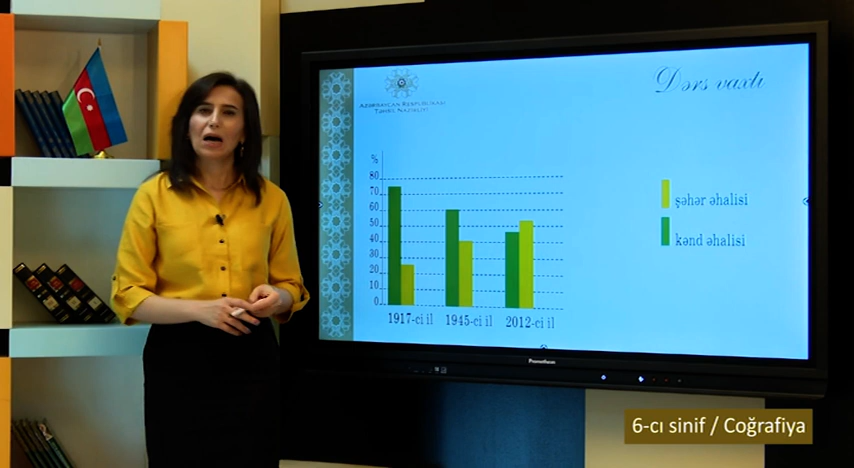 Dərs vaxtı
AZƏRBAYCAN RESPUBLİKASI
TƏHSİL NAZİRLİYİ
%
80
70
60
50
40
30
20
10
0
1917-ci il 1945-ci il 2012-ci il
şəhər əhalisi
kənd əhalisi
Promethean
6-cı sinif / Coğrafiya